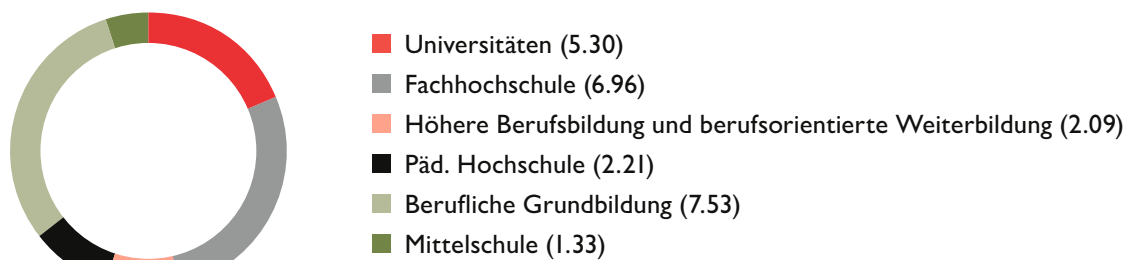 Universitäten (5.30)
Fachhochschule (6.96)
Höhere Berufsbildung und berufsorientierte Weiterbildung (2.09)
Päd. Hochschule (2.21)
Berufliche Grundbildung (7.53)
Mittelschule (1.33)